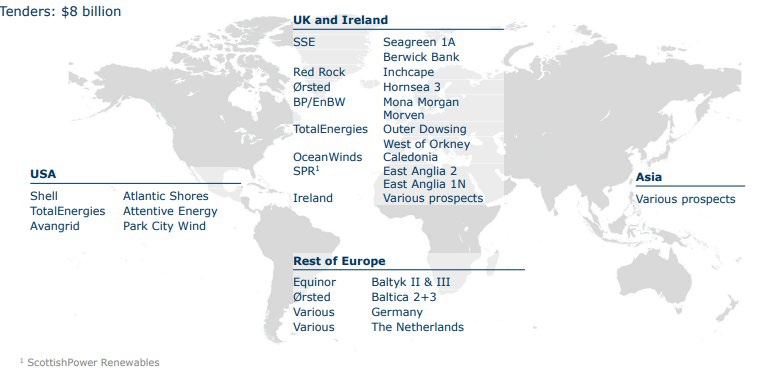 Tenders: $8 billion
UK and Ireland
SSE Seagreen 1A
Berwick Bank
Red Rock Inchcape
Ørsted Hornsea 3
BP/EnBW Mona Morgan
Morven
TotalEnergies Outer Dowsing
West of Orkney
OceanWinds Caledonia
SPR¹ East Anglia 2
East Anglia 1N
Ireland Various prospects
USA
Shell Atlantic Shores
TotalEnergies Attentive Energy
Avangrid Park City Wind
Asia
Various prospects
Rest of Europe
Equinor Baltyk II & III
Ørsted Baltica 2+3
Various Germany
Various The Netherlands
¹ ScottishPower Renewables